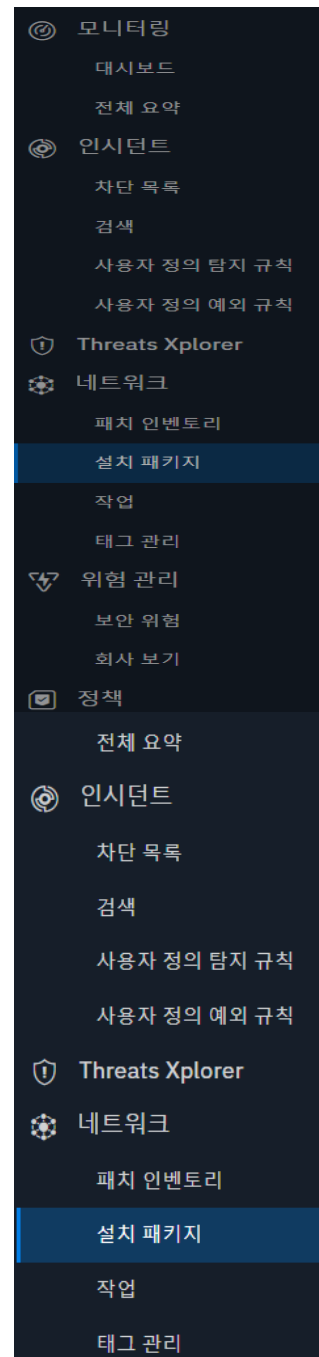 모니터링
대시보드
전체 요약
인시던트
차단 목록
검색
사용자 정의 탐지 규칙
사용자 정의 예외 규칙
Threats Xplorer
네트워크
패치 인벤토리
설치 패키지
작업
태그 관리
위험 관리
보안 위험
회사 보기
정책
전체 요약
인시던트
차단 목록
검색
사용자 정의 탐지 규칙
사용자 정의 예외 규칙
Threats Xplorer
네트워크
패치 인벤토리
설치 패키지
작업
태그 관리